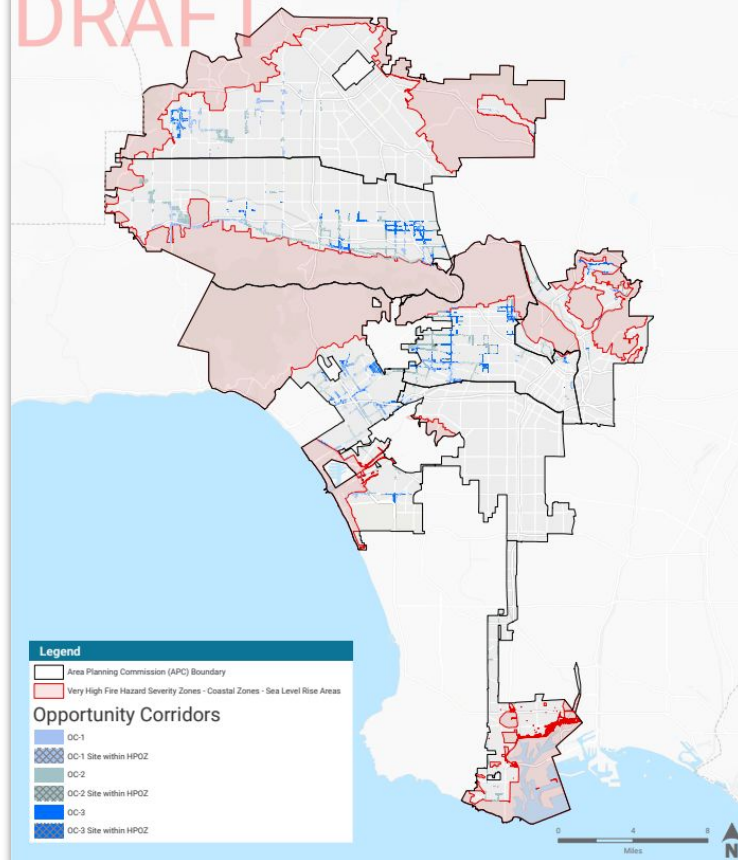 DRAFT
Legend
Area Planning Commission (APC) Boundary
Very High Fire Hazard Severity Zones - Coastal Zones - Sea Level Rise Areas
Opportunity Corridors
OC-1
OC-1 Site within HPOZ
OC-2
OC-2 Site within HPOZ
OC-3
OC-3 Site within HPOZ
0 4 8
Miles
N